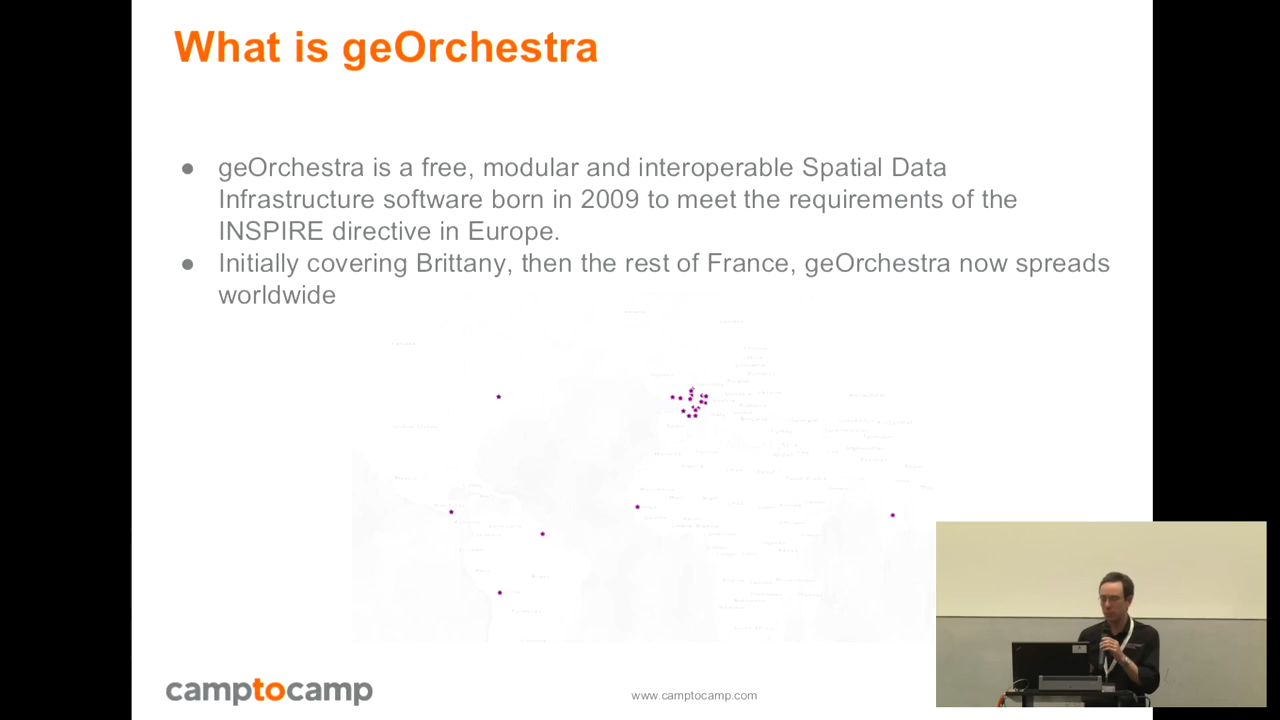 What is geOrchestra
● geOrchestra is a free, modular and interoperable Spatial Data
Infrastructure software born in 2009 to meet the requirements of the
INSPIRE directive in Europe.
● Initially covering Brittany, then the rest of France, geOrchestra now spreads
worldwide
camptocamp
www.camptocamp.com